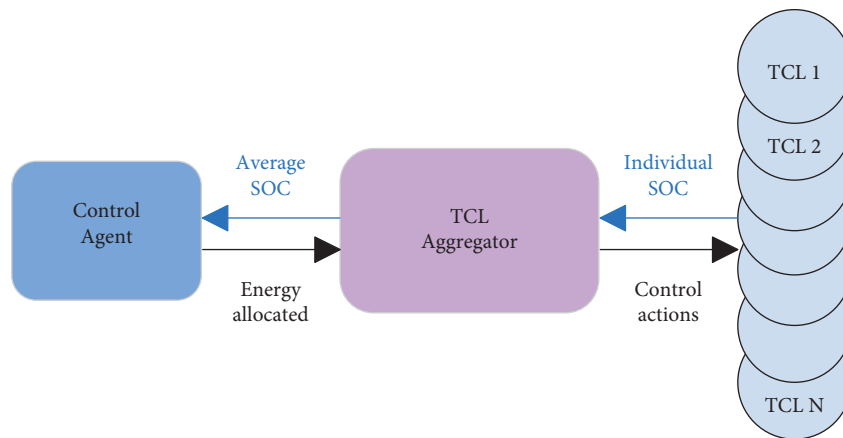 Control
Agent
Average
SOC
Energy
allocated
TCL
Aggregator
Individual
SOC
Control
actions
TCL 1
TCL 2
TCL N